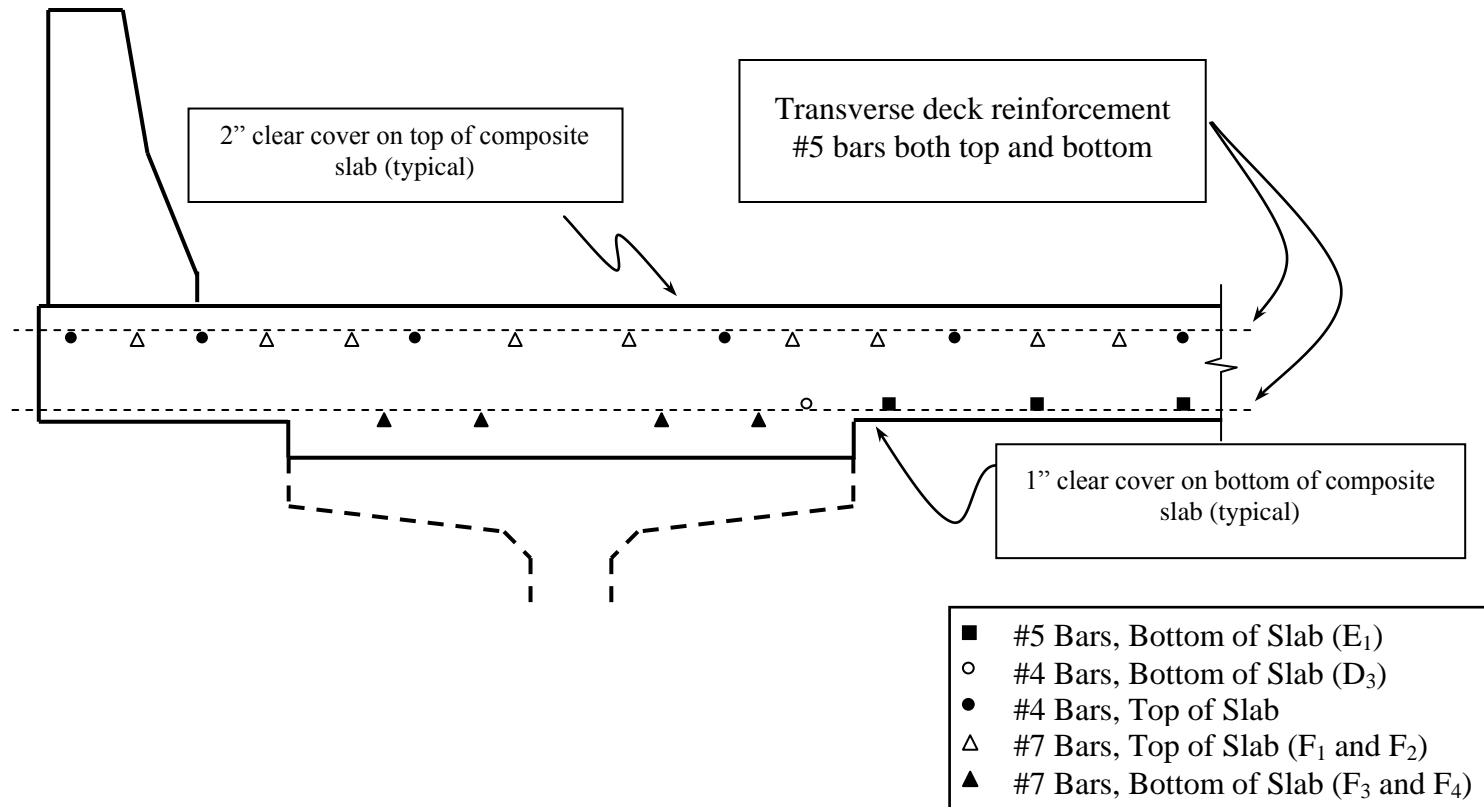 2” clear cover on top of composite
slab (typical)
Transverse deck reinforcement
#5 bars both top and bottom
1” clear cover on bottom of composite
slab (typical)
#5 Bars, Bottom of Slab (E₁)
#4 Bars, Bottom of Slab (D₃)
#4 Bars, Top of Slab
#7 Bars, Top of Slab (F₁ and F₂)
#7 Bars, Bottom of Slab (F₃ and F₄)